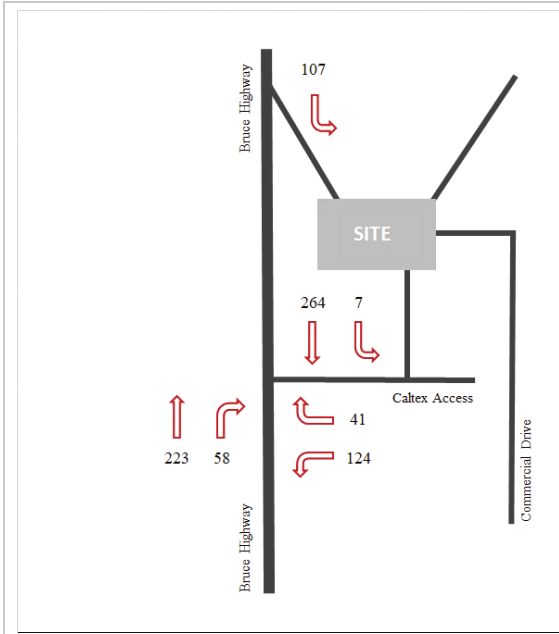 107
Bruce Highway
SITE
264 7
Caltex Access
41
223 58 124
Commercial Drive
Bruce Highway